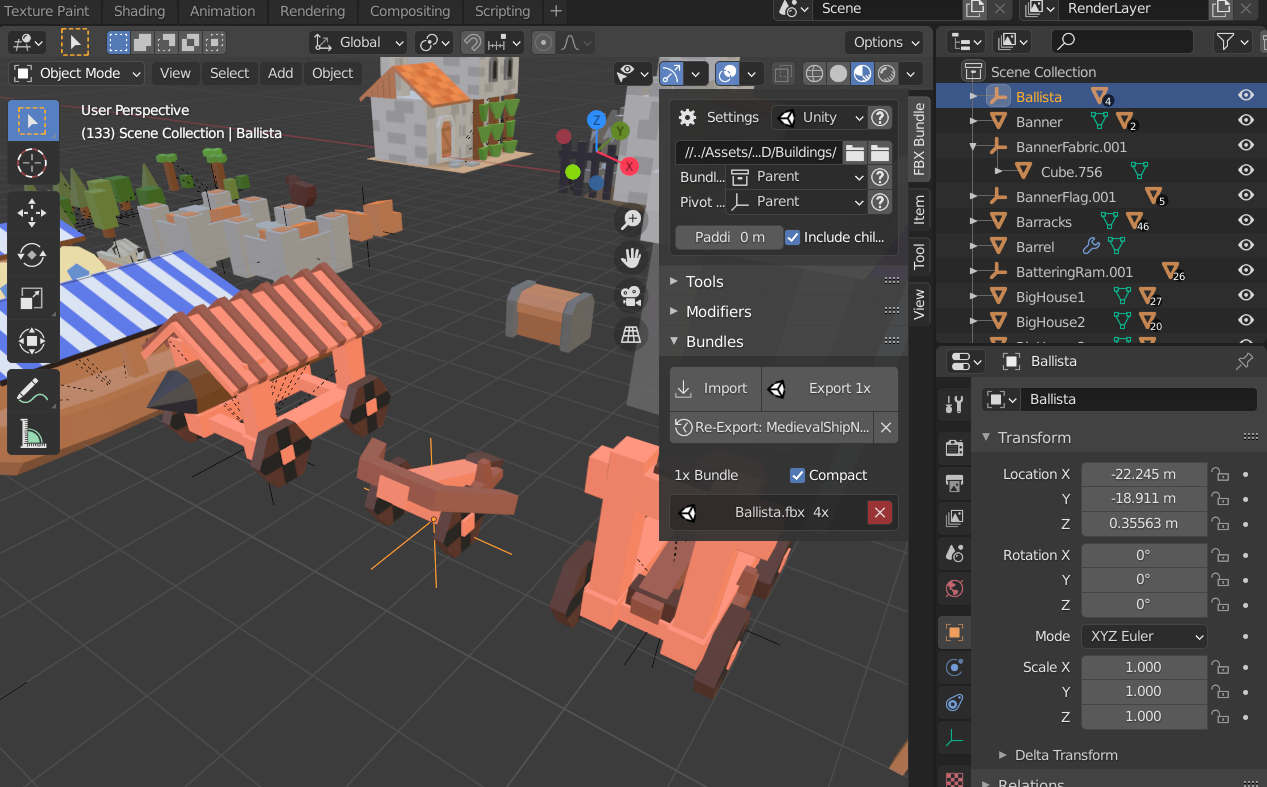 Texture Paint Shading Animation Rendering Compositing Scripting +
Scene
RenderLayer
Global
Options
Object Mode View Select Add Object
User Perspective
(133) Scene Collection | Ballista
Z
Y
X
Settings Unity ?
//../Assets/...D/Buildings/
Bundl... Parent ?
Pivot ... Parent ?
Paddi 0 m Include chil...
Tools
Modifiers
Bundles
Import Export 1x
Re-Export: MedievalShipN...
1x Bundle Compact
Ballista.fbx 4x
FBX Bundle
Item
Tool
View
Scene Collection
Ballista 4
Banner 2
BannerFabric.001
Cube.756
BannerFlag.001 5
Barracks 46
Barrel
BatteringRam.001 26
BigHouse1 27
BigHouse2 20
Ballista
Ballista
Transform
Location X -22.245 m
Y -18.911 m
Z 0.35563 m
Rotation X 0°
Y 0°
Z 0°
Mode XYZ Euler
Scale X 1.000
Y 1.000
Z 1.000
Delta Transform
Relations